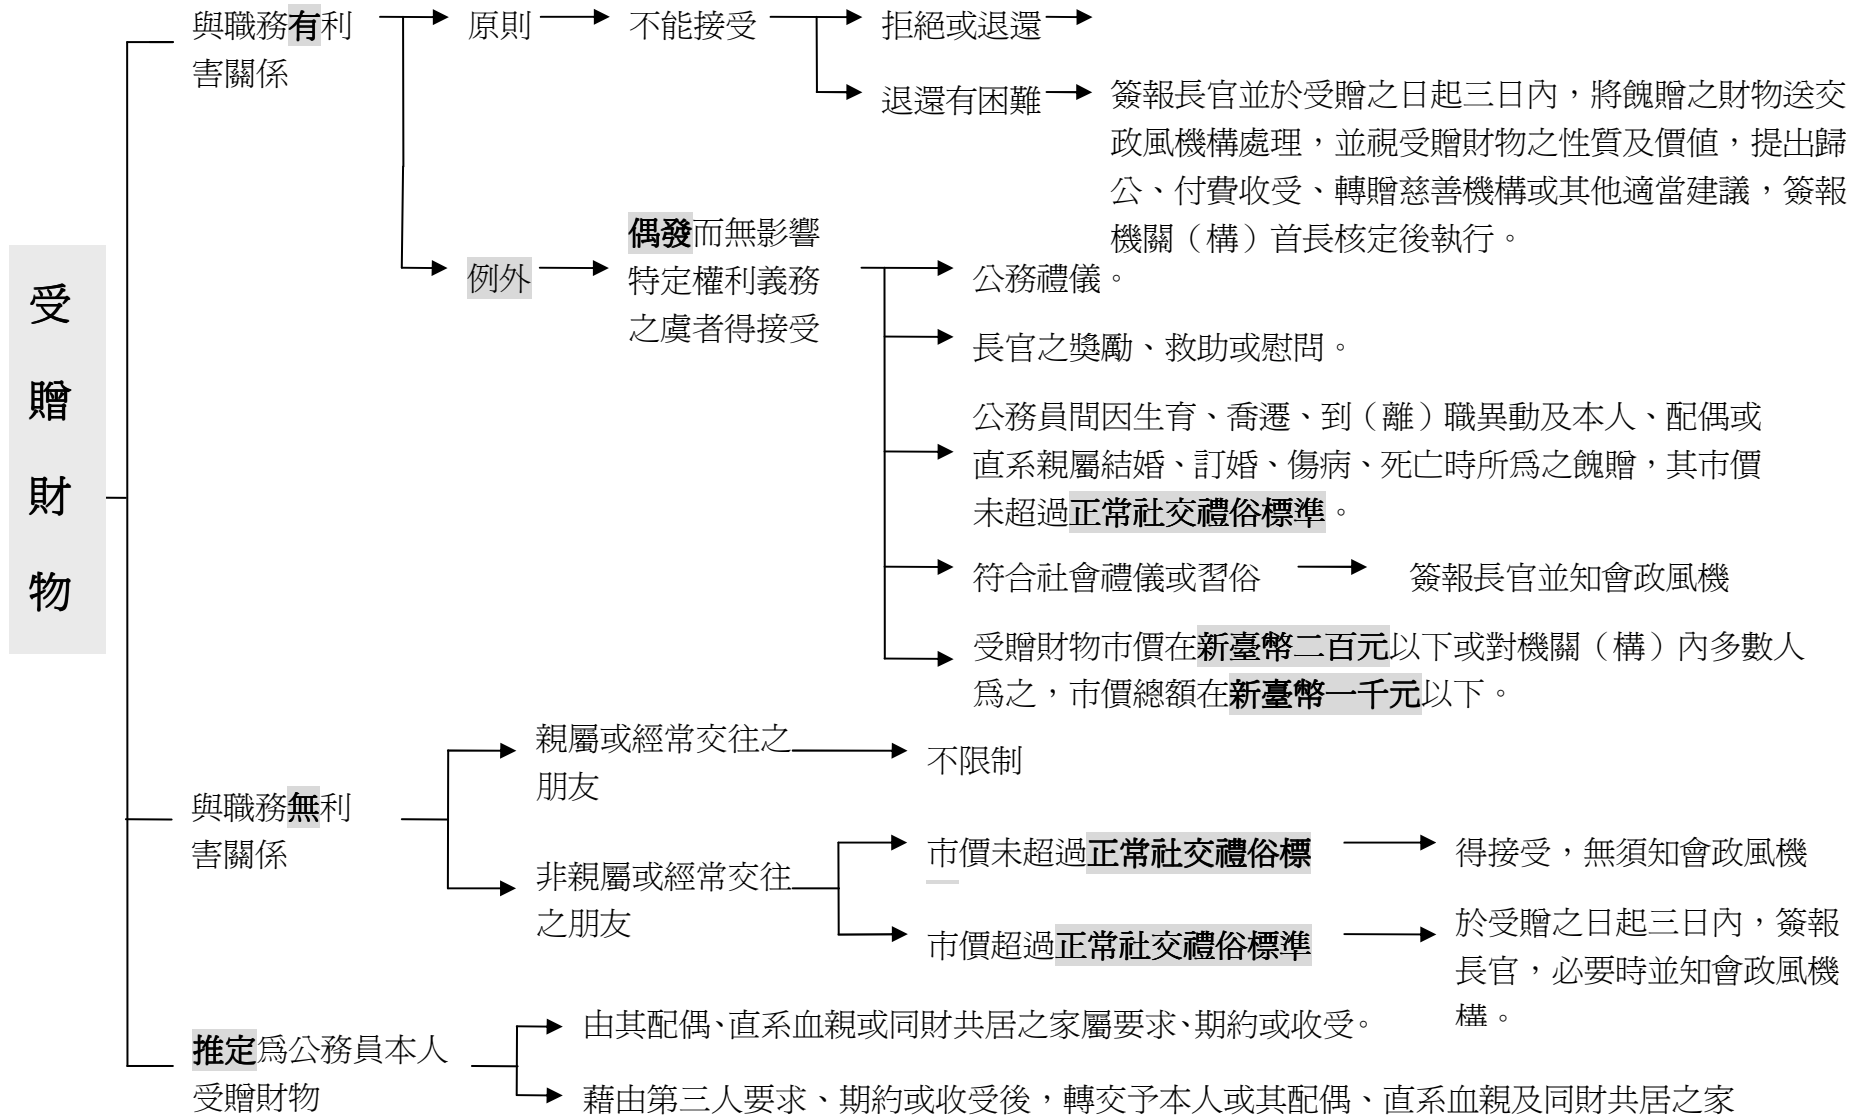 受
贈
財
物
與職務有利
害關係
原則
不能接受
拒絕或退還
退還有困難
簽報長官並於受贈之日起三日內，將餽贈之財物送交
政風機構處理，並視受贈財物之性質及價值，提出歸
公、付費收受、轉贈慈善機構或其他適當建議，簽報
機關（構）首長核定後執行。
例外
偶發而無影響
特定權利義務
之虞者得接受
公務禮儀。
長官之獎勵、救助或慰問。
公務員間因生育、喬遷、到（離）職異動及本人、配偶或
直系親屬結婚、訂婚、傷病、死亡時所為之餽贈，其市價
未超過正常社交禮俗標準。
符合社會禮儀或習俗
簽報長官並知會政風機
受贈財物市價在新臺幣二百元以下或對機關（構）內多數人
為之，市價總額在新臺幣一千元以下。
與職務無利
害關係
親屬或經常交往之
朋友
不限制
非親屬或經常交往
之朋友
市價未超過正常社交禮俗標
得接受，無須知會政風機
市價超過正常社交禮俗標準
於受贈之日起三日內，簽報
長官，必要時並知會政風機
構。
推定為公務員本人
受贈財物
由其配偶、直系血親或同財共居之家屬要求、期約或收受。
藉由第三人要求、期約或收受後，轉交予本人或其配偶、直系血親及同財共居之家